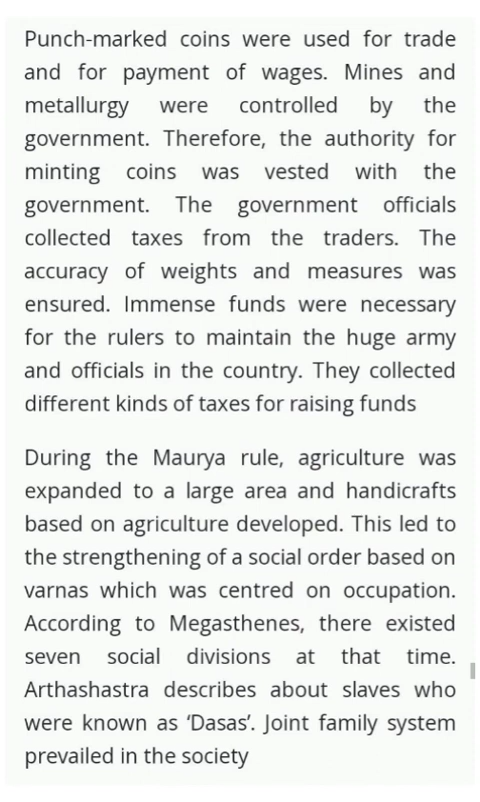 Punch-marked coins were used for trade
and for payment of wages. Mines and
metallurgy were controlled by the
government. Therefore, the authority for
minting coins was vested with the
government. The government officials
collected taxes from the traders. The
accuracy of weights and measures was
ensured. Immense funds were necessary
for the rulers to maintain the huge army
and officials in the country. They collected
different kinds of taxes for raising funds
During the Maurya rule, agriculture was
expanded to a large area and handicrafts
based on agriculture developed. This led to
the strengthening of a social order based on
varnas which was centred on occupation.
According to Megasthenes, there existed
seven social divisions at that time.
Arthashastra describes about slaves who
were known as ‘Dasas’. Joint family system
prevailed in the society